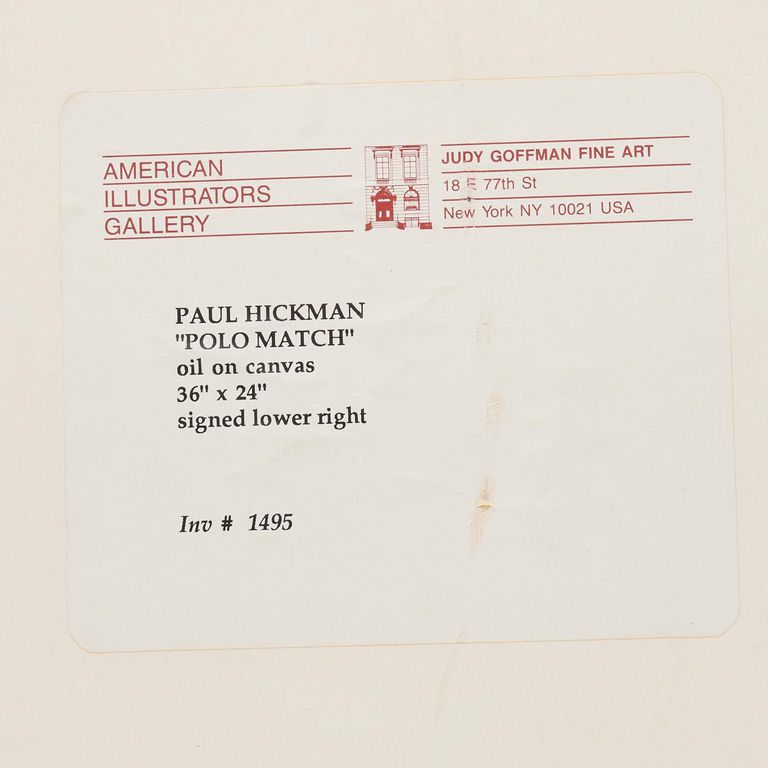 AMERICAN
ILLUSTRATORS
GALLERY
JUDY GOFFMAN FINE ART
18 E 77th St
New York NY 10021 USA
PAUL HICKMAN
"POLO MATCH"
oil on canvas
36" x 24"
signed lower right
Inv # 1495